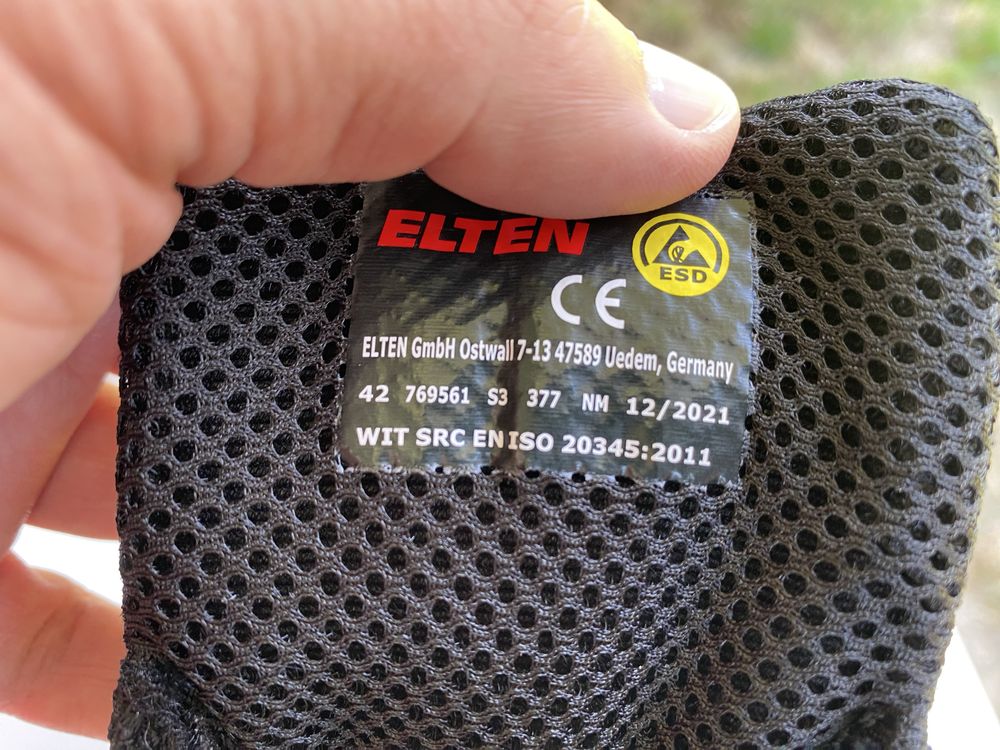 ELTEN
ESD
CE
ELTEN GmbH Ostwall 7-13 47589 Uedem, Germany
42 769561 S3 377 NM 12/2021
WIT SRC EN ISO 20345:2011